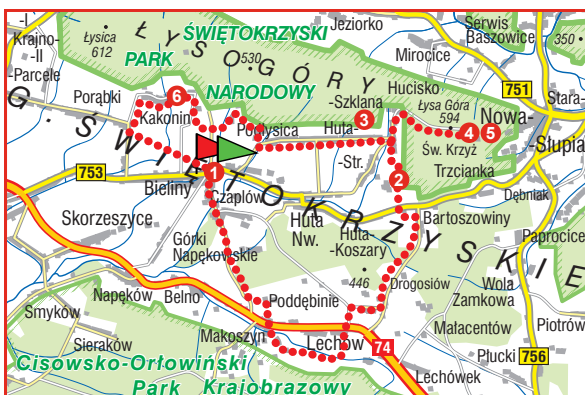 -I
Krajno-
-II
-Parcele
Łysica
612
ŁYSOGÓRY
ŚWIĘTOKRZYSKI
PARK
NARODOWY
530
Jeziorko
Serwis
Baszowice
350
Mirocice
751
Stara-
Porąbki
6
Kakonin
Podłysica
Huta-
-Szklana
3
-Str.
Hucisko
Łysa Góra
594
4
5
Nowa-
-Słupia
Św. Krzyż
Trzcianka
G. ŚWIĘTOKRZYSKIE
753
1
Bieliny
Czaplów
2
Dębniak
Skorzeszyce
Huta
Nw.
Bartoszowiny
Paprocice
Górki
Napękowskie
Huta-
-Koszary
446
Drogosiów
Wola
Zamkowa
Napęków
Belno
Poddębinie
Smyków
Sieraków
Makoszyn
Lechów
74
Małacentów
Piotrów
Płucki
756
Lechówek
Cisowsko-Orłowiński
Park Krajobrazowy